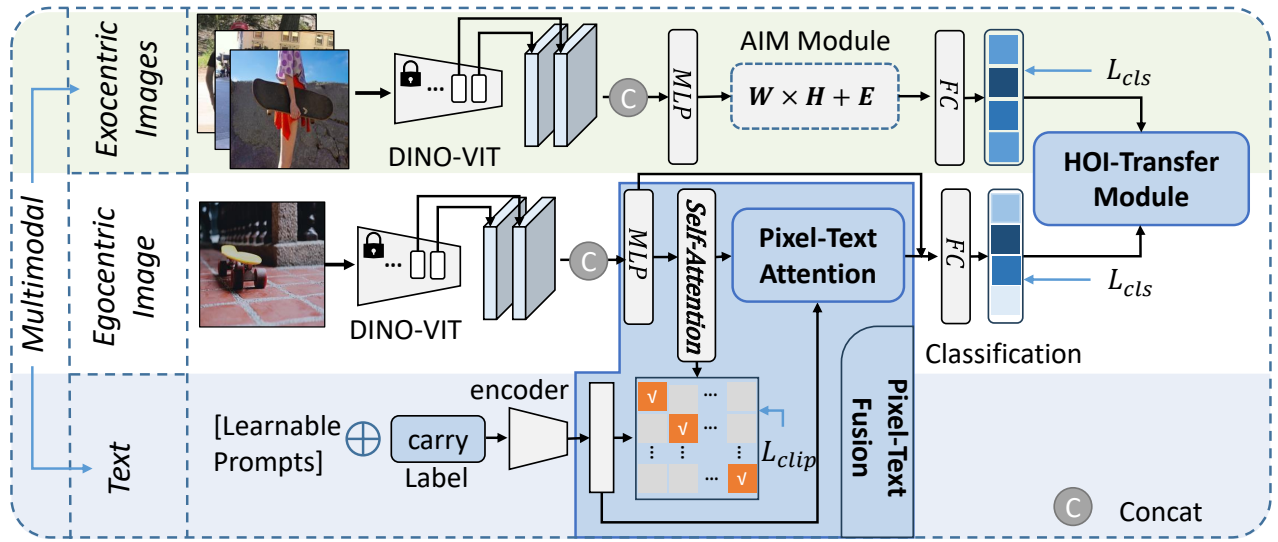 Multimodal
Exocentric
Images
DINO-VIT
...
C
MLP
AIM Module
W × H + E
FC
L_cls
HOI-Transfer
Module
Egocentric
Image
DINO-VIT
...
C
MLP
Self-Attention
Pixel-Text
Attention
FC
L_cls
Classification
Text
[Learnable
Prompts]
carry
Label
encoder
√ ...
√ ...
⋮ ⋮ ⋮
... √
L_clip
Pixel-Text
Fusion
C Concat